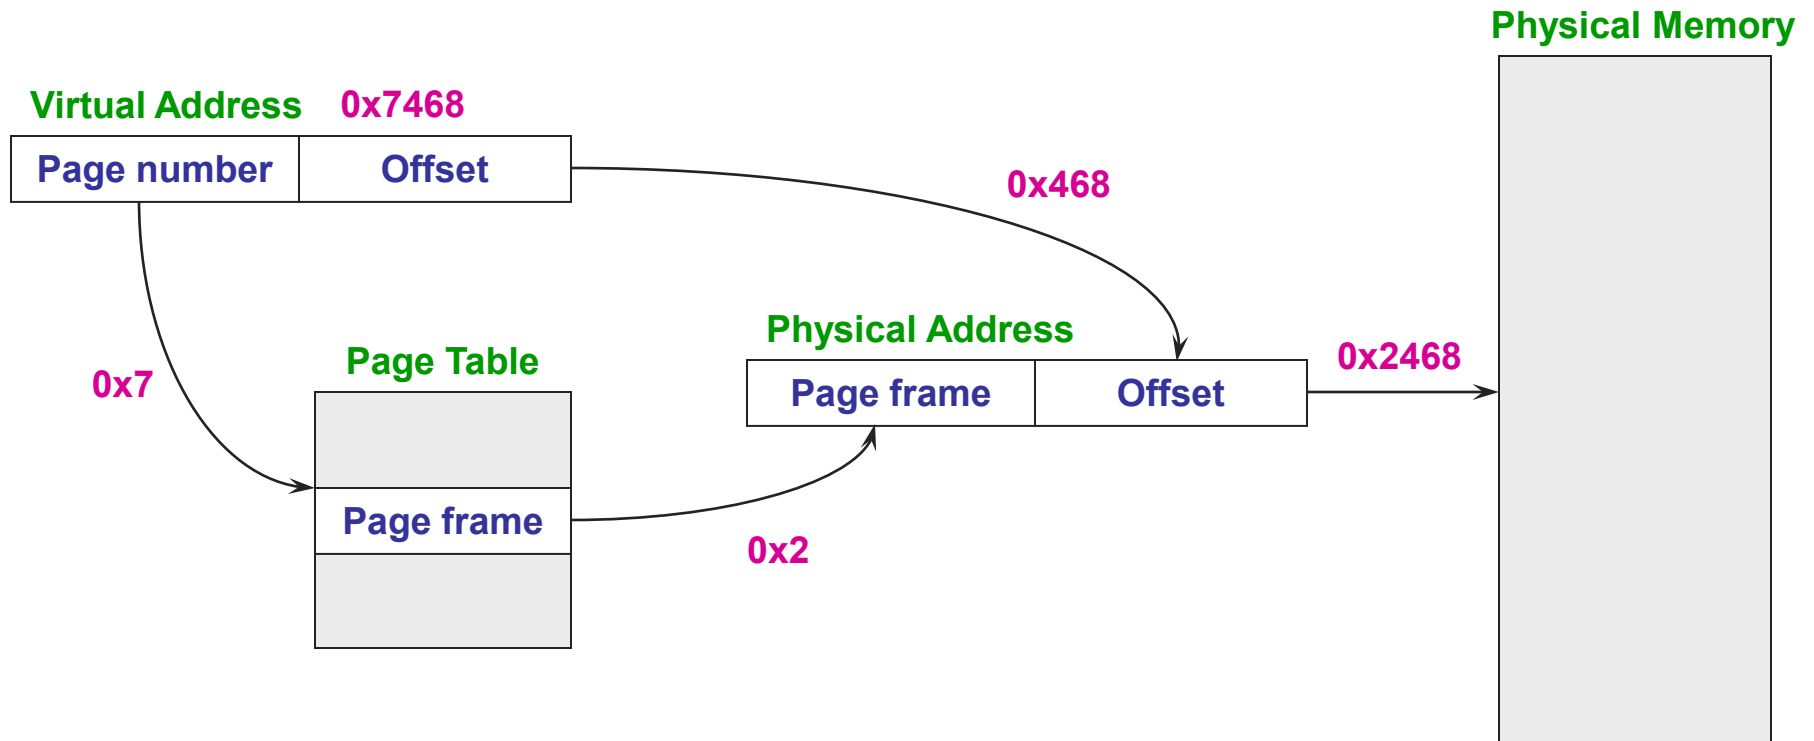 Physical Memory
Virtual Address 0x7468
Page number Offset
0x468
Physical Address
Page frame Offset
0x2468
0x7
Page Table
Page frame
0x2